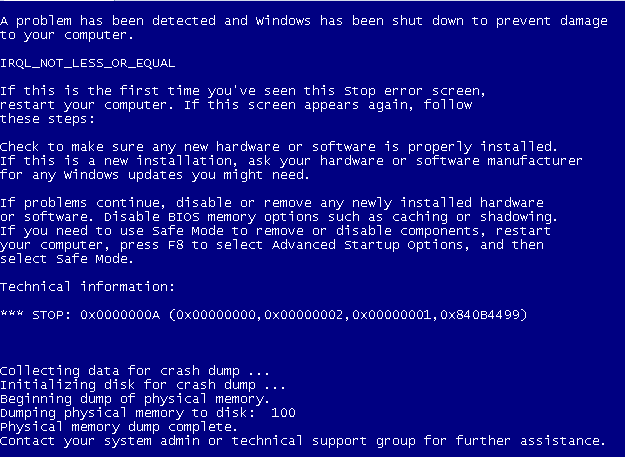 A problem has been detected and Windows has been shut down to prevent damage
to your computer.
IRQL_NOT_LESS_OR_EQUAL
If this is the first time you've seen this Stop error screen,
restart your computer. If this screen appears again, follow
these steps:
Check to make sure any new hardware or software is properly installed.
If this is a new installation, ask your hardware or software manufacturer
for any Windows updates you might need.
If problems continue, disable or remove any newly installed hardware
or software. Disable BIOS memory options such as caching or shadowing.
If you need to use Safe Mode to remove or disable components, restart
your computer, press F8 to select Advanced Startup Options, and then
select Safe Mode.
Technical information:
*** STOP: 0x0000000A (0x00000000,0x00000002,0x00000001,0x840B4499)
Collecting data for crash dump ...
Initializing disk for crash dump ...
Beginning dump of physical memory.
Dumping physical memory to disk:  100
Physical memory dump complete.
Contact your system admin or technical support group for further assistance.